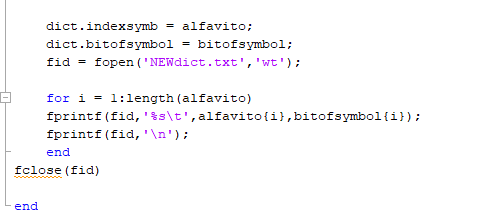 dict.indexsymb = alfavito;
dict.bitofsymbol = bitofsymbol;
fid = fopen('NEWdict.txt','wt');
for i = 1:length(alfavito)
fprintf(fid,'%s\t',alfavito{i},bitofsymbol{i});
fprintf(fid,'\n');
end
fclose(fid)
end